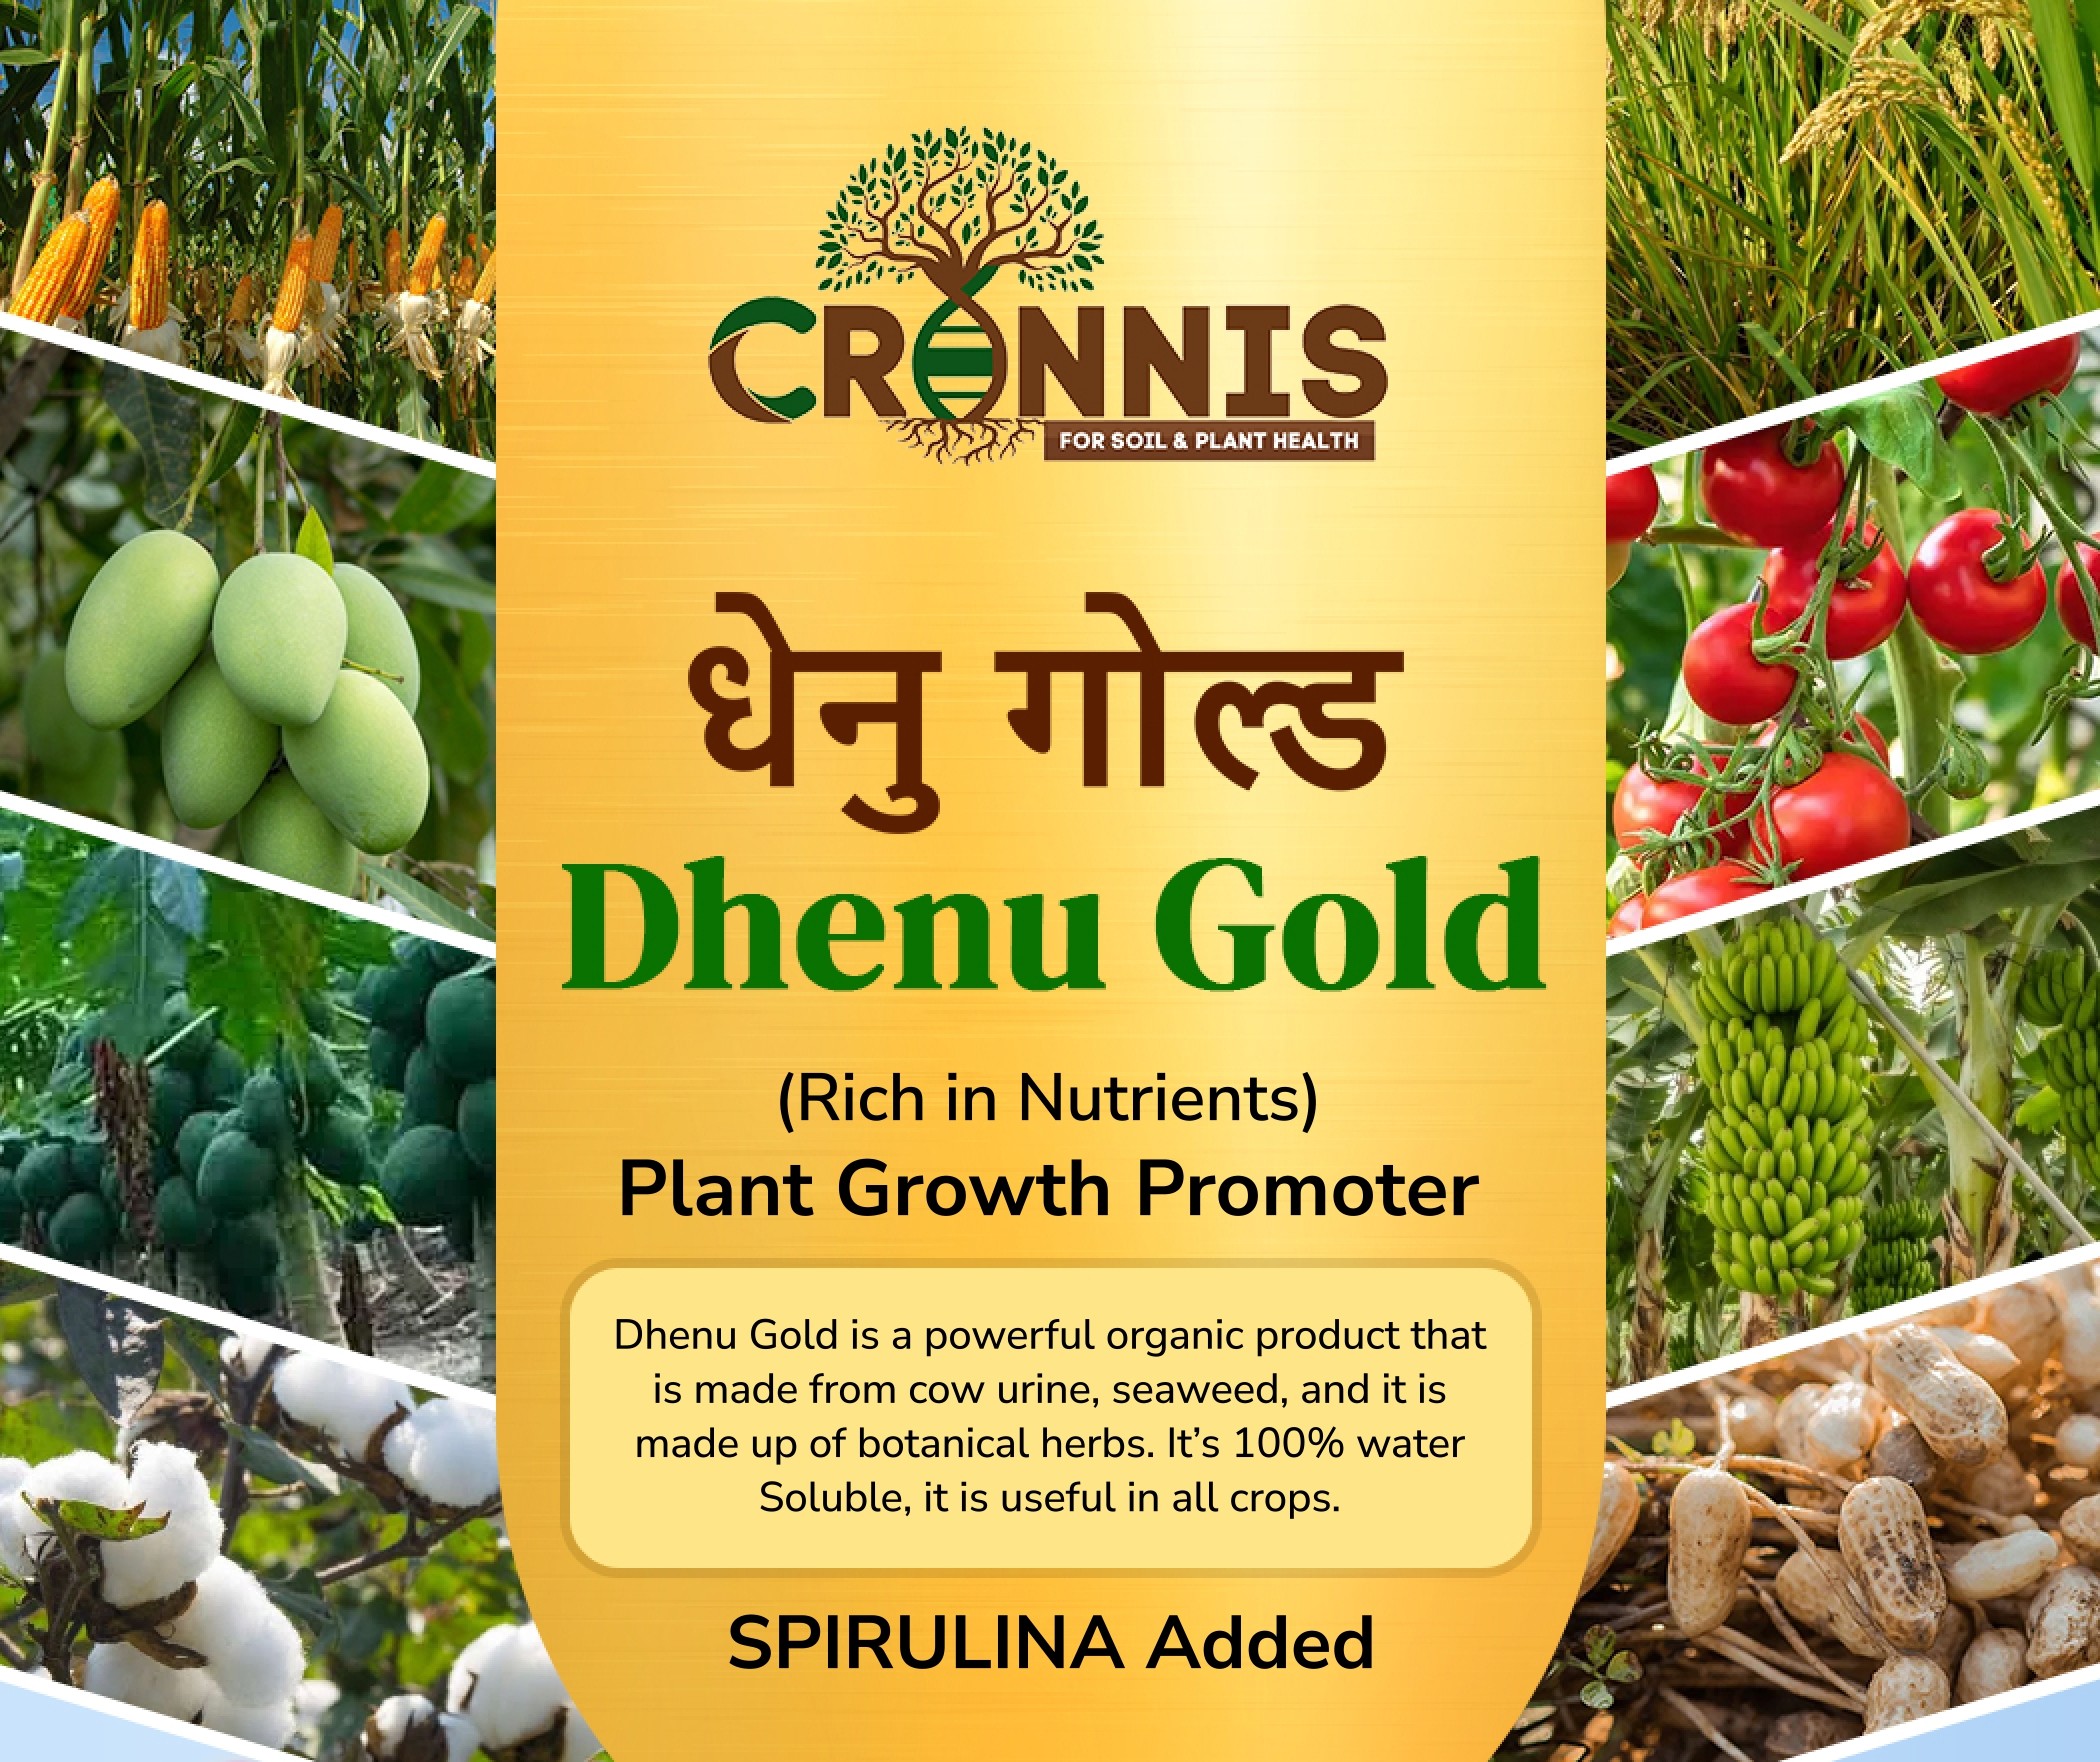 CRONNIS
FOR SOIL & PLANT HEALTH
धेनु गोल्ड
Dhenu Gold
(Rich in Nutrients)
Plant Growth Promoter
Dhenu Gold is a powerful organic product that
is made from cow urine, seaweed, and it is
made up of botanical herbs. It’s 100% water
Soluble, it is useful in all crops.
SPIRULINA Added